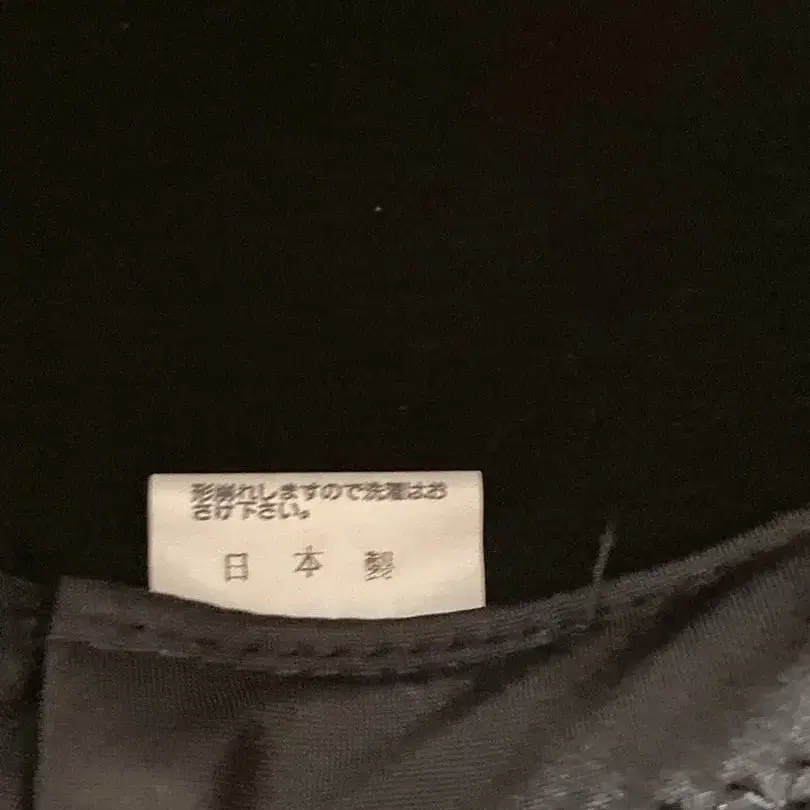 形崩れしますので洗濯はお
さけ下さい。
日本製